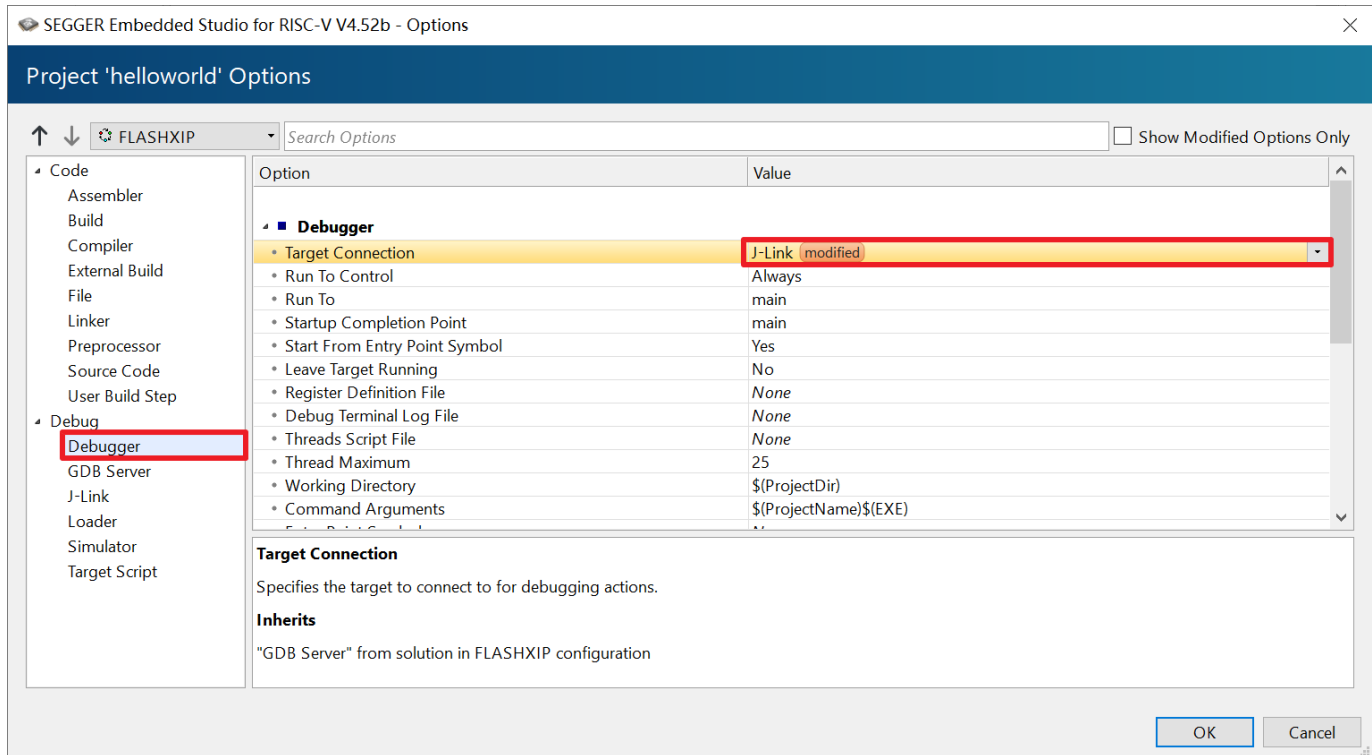 SEGGER Embedded Studio for RISC-V V4.52b - Options
Project 'helloworld' Options
FLASHXIP
Search Options
Show Modified Options Only
Code
Assembler
Build
Compiler
External Build
File
Linker
Preprocessor
Source Code
User Build Step
Debug
Debugger
GDB Server
J-Link
Loader
Simulator
Target Script
Option Value
Debugger
Target Connection J-Link modified
Run To Control Always
Run To main
Startup Completion Point main
Start From Entry Point Symbol Yes
Leave Target Running No
Register Definition File None
Debug Terminal Log File None
Threads Script File None
Thread Maximum 25
Working Directory $(ProjectDir)
Command Arguments $(ProjectName)$(EXE)
Target Connection
Specifies the target to connect to for debugging actions.
Inherits
"GDB Server" from solution in FLASHXIP configuration
OK Cancel